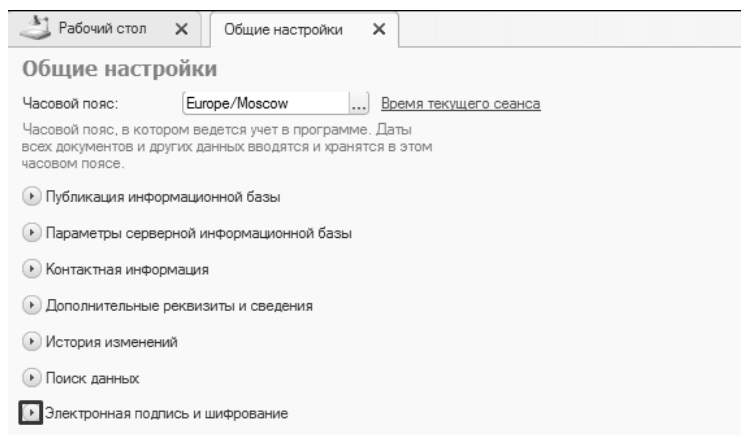 Рабочий стол
Общие настройки
Общие настройки
Часовой пояс: Europe/Moscow ... Время текущего сеанса
Часовой пояс, в котором ведется учет в программе. Даты
всех документов и других данных вводятся и хранятся в этом
часовом поясе.
Публикация информационной базы
Параметры серверной информационной базы
Контактная информация
Дополнительные реквизиты и сведения
История изменений
Поиск данных
Электронная подпись и шифрование